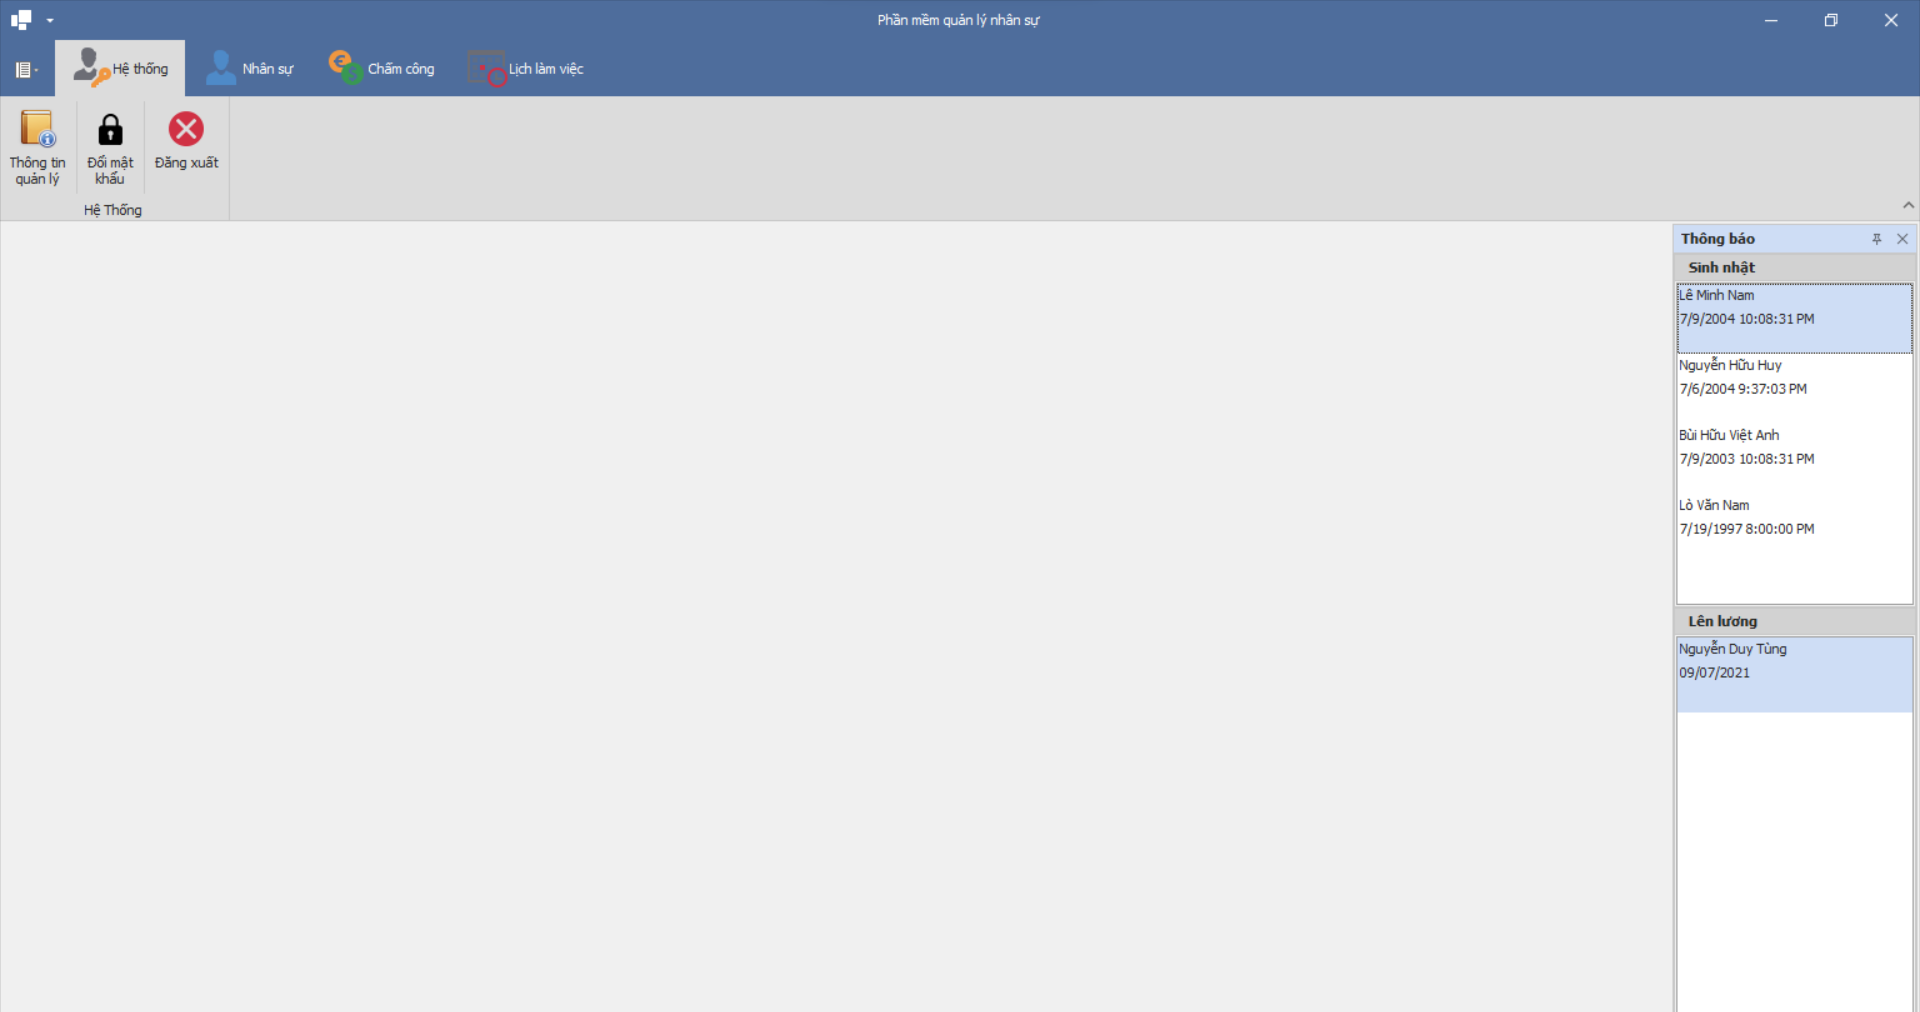 Phần mềm quản lý nhân sự
Hệ thống
Nhân sự
Chấm công
Lịch làm việc
Thông tin
quản lý
Đổi mật
khẩu
Đăng xuất
Hệ Thống
Thông báo
Sinh nhật
Lê Minh Nam
7/9/2004 10:08:31 PM
Nguyễn Hữu Huy
7/6/2004 9:37:03 PM
Bùi Hữu Việt Anh
7/9/2003 10:08:31 PM
Lò Văn Nam
7/19/1997 8:00:00 PM
Lên lương
Nguyễn Duy Tùng
09/07/2021